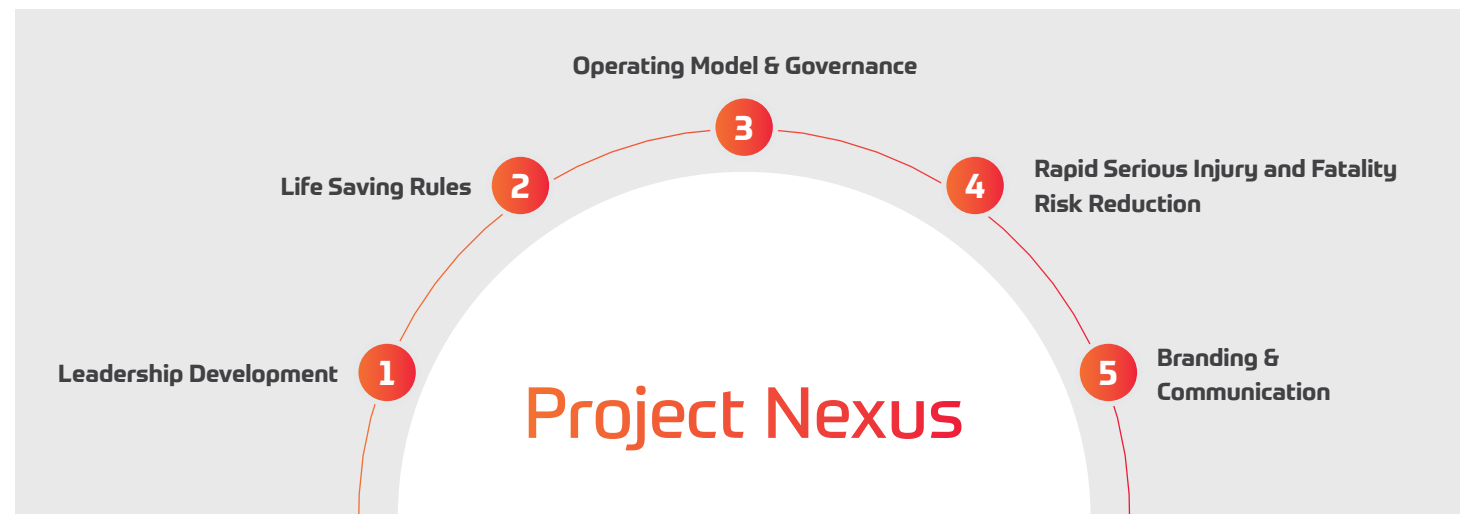 Operating Model & Governance
3
Life Saving Rules
2
4
Rapid Serious Injury and Fatality
Risk Reduction
Leadership Development
1
5
Branding &
Communication
Project Nexus